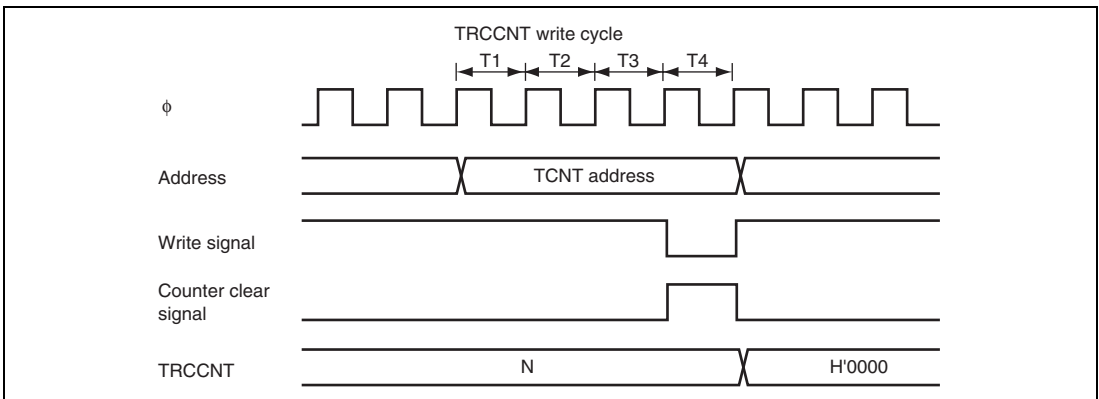 TRCCNT write cycle
T1 T2 T3 T4
ϕ
Address
TCNT address
Write signal
Counter clear
signal
TRCCNT
N
H'0000